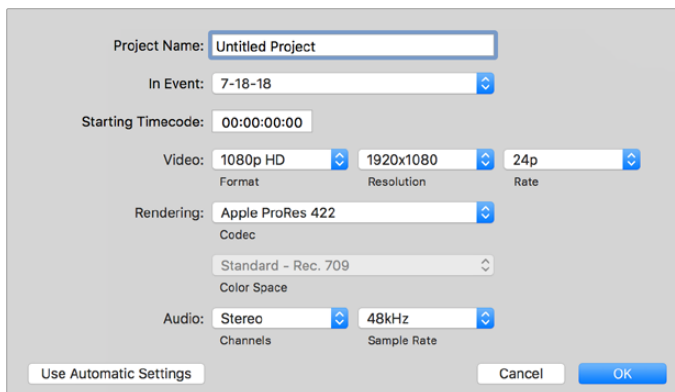 Project Name: Untitled Project
In Event: 7-18-18
Starting Timecode: 00:00:00:00
Video: 1080p HD 1920x1080 24p
Format Resolution Rate
Rendering: Apple ProRes 422
Codec
Standard - Rec. 709
Color Space
Audio: Stereo 48kHz
Channels Sample Rate
Use Automatic Settings Cancel OK